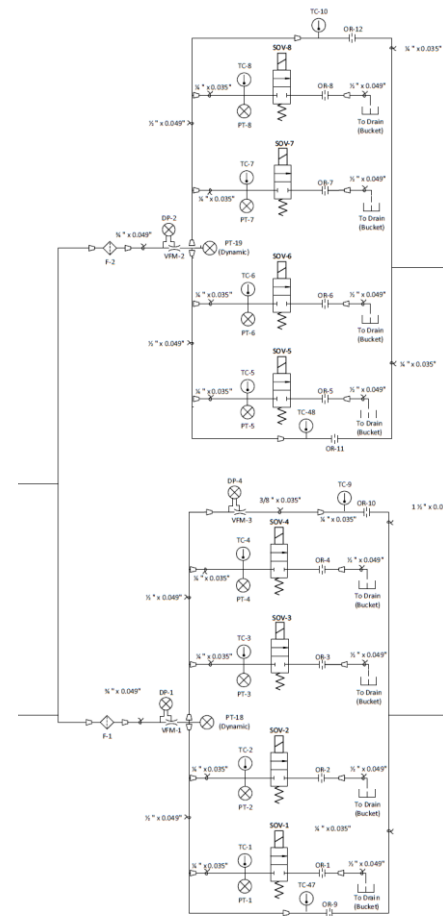 TC-10
OR-12
¼ " x 0.035"
SOV-8
TC-8
¼ " x 0.035"
OR-8
½ " x 0.049"
PT-8
To Drain
(Bucket)
½ " x 0.049"
SOV-7
TC-7
OR-7
½ " x 0.049"
¼ " x 0.035"
PT-7
To Drain
(Bucket)
DP-2
¾ " x 0.049"
F-2
VFM-2
PT-19
(Dynamic)
SOV-6
TC-6
¼ " x 0.035"
OR-6
½ " x 0.049"
PT-6
To Drain
(Bucket)
½ " x 0.049"
SOV-5
¼ " x 0.035"
TC-5
¼ " x 0.035"
OR-5
½ " x 0.049"
PT-5
To Drain
(Bucket)
TC-48
OR-11
DP-4
3/8 " x 0.035"
TC-9
OR-10
VFM-3
¼ " x 0.035"
1 ½ " x 0.0
SOV-4
TC-4
OR-4
½ " x 0.049"
¼ " x 0.035"
PT-4
To Drain
(Bucket)
½ " x 0.049"
SOV-3
TC-3
¼ " x 0.035"
OR-3
½ " x 0.049"
PT-3
To Drain
(Bucket)
¾ " x 0.049"
DP-1
F-1
VFM-1
PT-18
(Dynamic)
SOV-2
TC-2
¼ " x 0.035"
OR-2
½ " x 0.049"
PT-2
To Drain
(Bucket)
½ " x 0.049"
SOV-1
¼ " x 0.035"
TC-1
¼ " x 0.035"
OR-1
½ " x 0.049"
PT-1
To Drain
(Bucket)
TC-47
OR-9